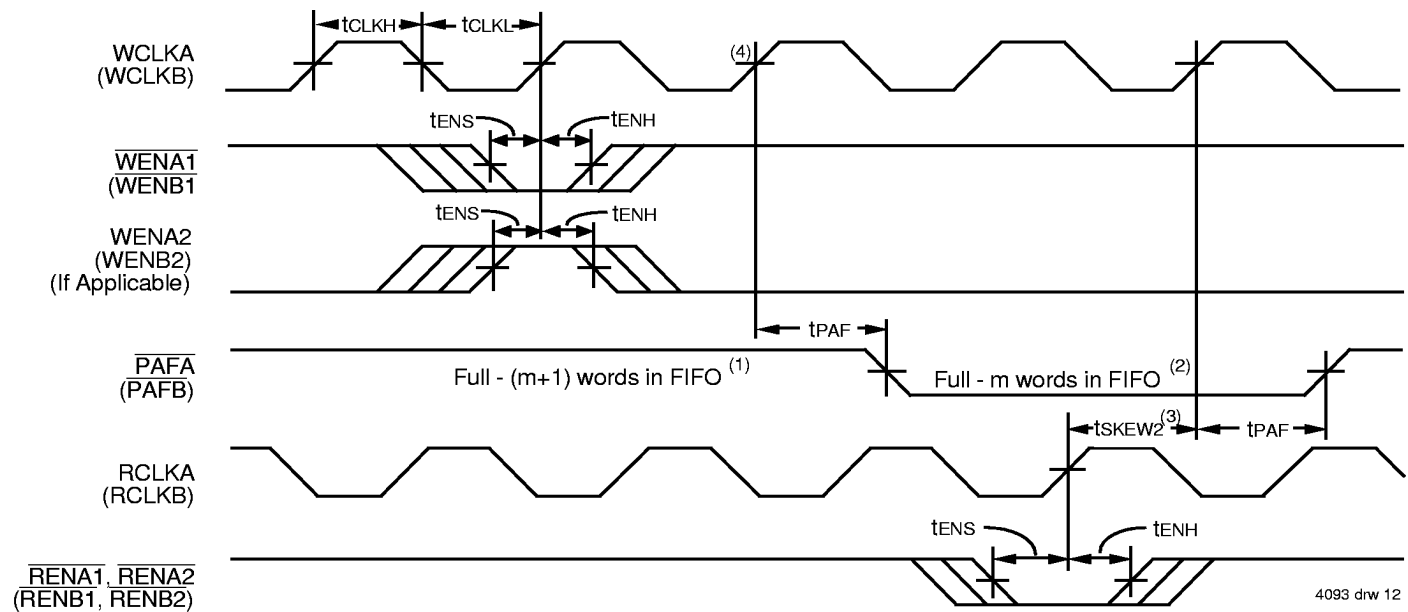 tCLKH
tCLKL
WCLKA
(WCLKB)
(4)
tENS
tENH
WENA1
(WENB1
tENS
tENH
WENA2
(WENB2)
(If Applicable)
tPAF
PAFA
(PAFB)
Full - (m+1) words in FIFO (1)
Full - m words in FIFO (2)
tSKEW2(3)
tPAF
RCLKA
(RCLKB)
tENS
tENH
RENA1, RENA2
(RENB1, RENB2)
4093 drw 12